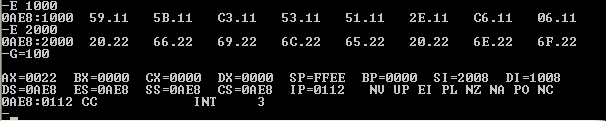 -E 1000
0AE8:1000  59.11  5B.11  C3.11  53.11  51.11  2E.11  C6.11  06.11
-E 2000
0AE8:2000  20.22  66.22  69.22  6C.22  65.22  20.22  6E.22  6F.22
-G=100
AX=0022  BX=0000  CX=0000  DX=0000  SP=FFEE  BP=0000  SI=2008  DI=1008
DS=0AE8  ES=0AE8  SS=0AE8  CS=0AE8  IP=0112   NV UP EI PL NZ NA PO NC
0AE8:0112 CC            INT     3
-